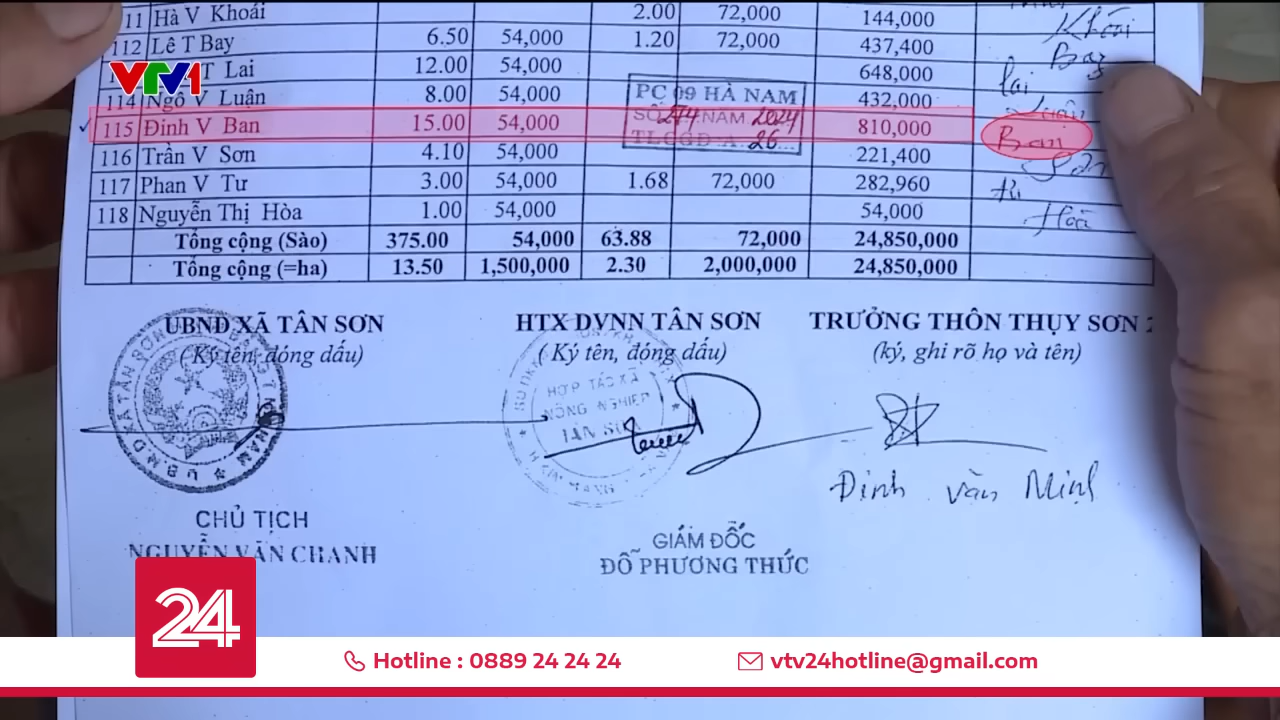 11 Hà V Khoái 2.00 72,000 144,000 Khoái
112 Lê T Bay 6.50 54,000 1.20 72,000 437,400 Bay
VTV1 T Lai 12.00 54,000 648,000 lai
114 Ngô V Luận 8.00 54,000 432,000 Luân
115 Đinh V Ban 15.00 54,000 810,000 Ban
PC 09 HÀ NAM
SỐ 274 NAM 2024
TLCGD A 26
116 Trần V Sơn 4.10 54,000 221,400 Sơn
117 Phan V Tư 3.00 54,000 1.68 72,000 282,960 tư
118 Nguyễn Thị Hòa 1.00 54,000 54,000 Hoà
Tổng cộng (Sào) 375.00 54,000 63.88 72,000 24,850,000
Tổng cộng (=ha) 13.50 1,500,000 2.30 2,000,000 24,850,000
UBND XÃ TÂN SƠN HTX DVNN TÂN SƠN TRƯỞNG THÔN THỤY SƠN 2
(Ký tên, đóng dấu) (Ký tên, đóng dấu) (ký, ghi rõ họ và tên)
U.B.N.D XÃ TÂN SƠN
HỢP TÁC XÃ
NÔNG NGHIỆP
TÂN SƠN
Đinh văn Minh
CHỦ TỊCH GIÁM ĐỐC
NGUYỄN VĂN CHANH ĐỖ PHƯƠNG THỨC
24
Hotline : 0889 24 24 24 vtv24hotline@gmail.com